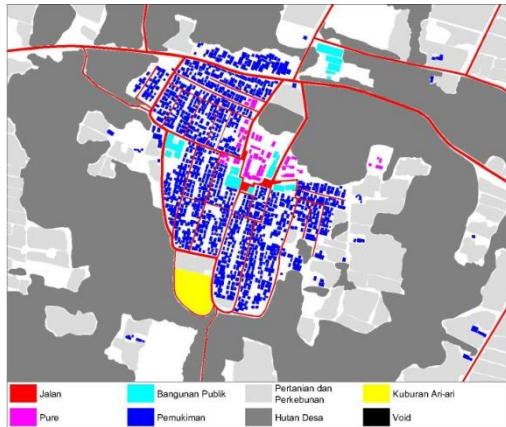 Jalan
Bangunan Publik
Pertanian dan
Perkebunan
Kuburan Ari-ari
Pure
Pemukiman
Hutan Desa
Void